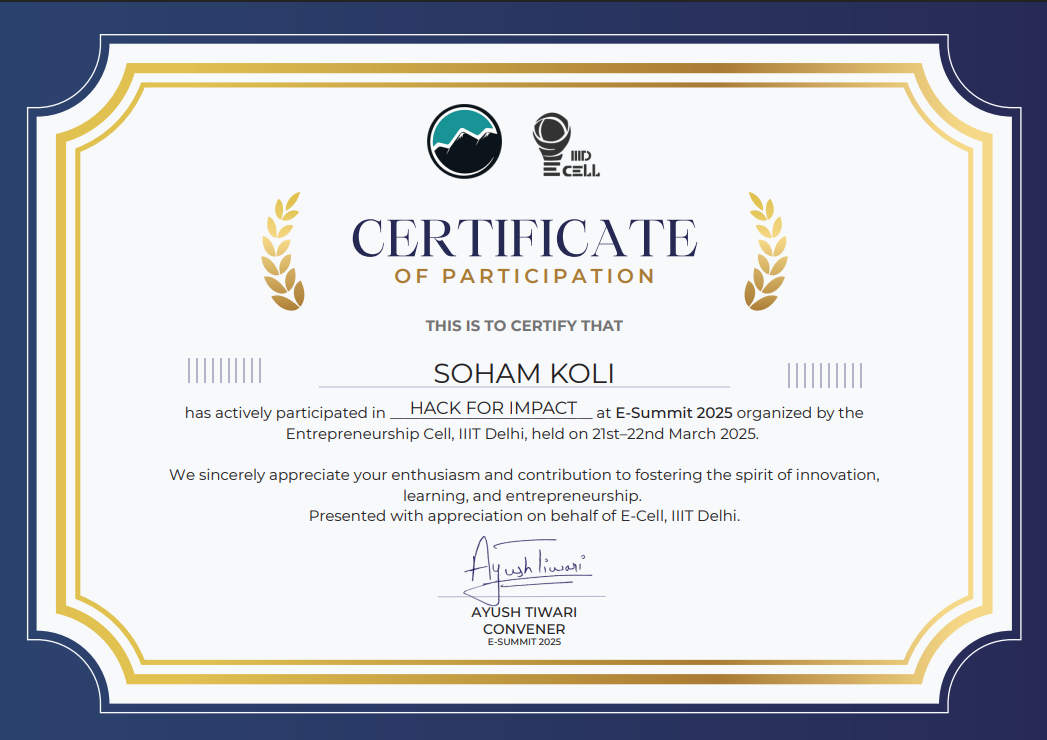 IIID
CELL
CERTIFICATE
OF PARTICIPATION
THIS IS TO CERTIFY THAT
SOHAM KOLI
has actively participated in HACK FOR IMPACT at E-Summit 2025 organized by the
Entrepreneurship Cell, IIIT Delhi, held on 21st–22nd March 2025.
We sincerely appreciate your enthusiasm and contribution to fostering the spirit of innovation,
learning, and entrepreneurship.
Presented with appreciation on behalf of E-Cell, IIIT Delhi.
Ayush Tiwari
AYUSH TIWARI
CONVENER
E-SUMMIT 2025